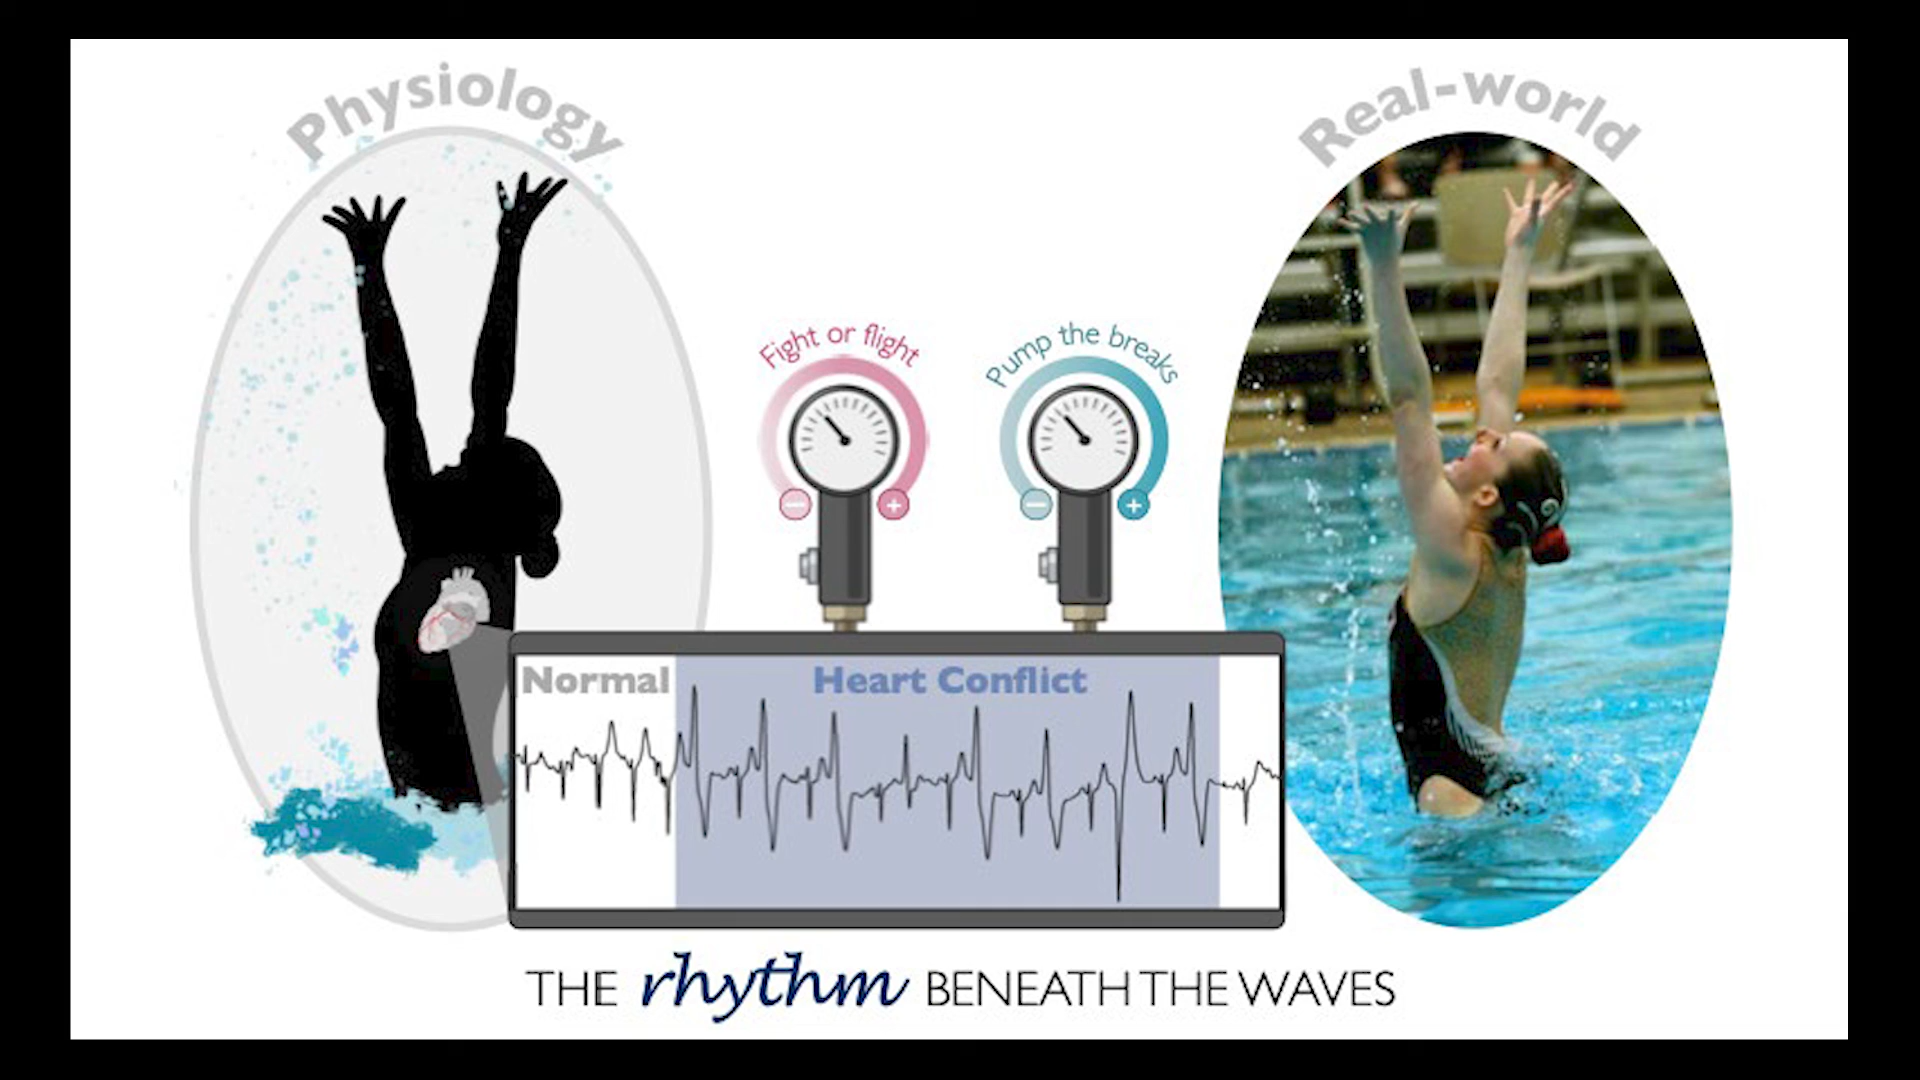 Physiology
Real-world
Fight or flight
Pump the breaks
Normal
Heart Conflict
THE rhythm BENEATH THE WAVES